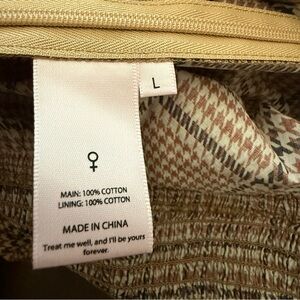 L
MAIN: 100% COTTON
LINING: 100% COTTON
MADE IN CHINA
Treat me well, and I'll be yours
forever.